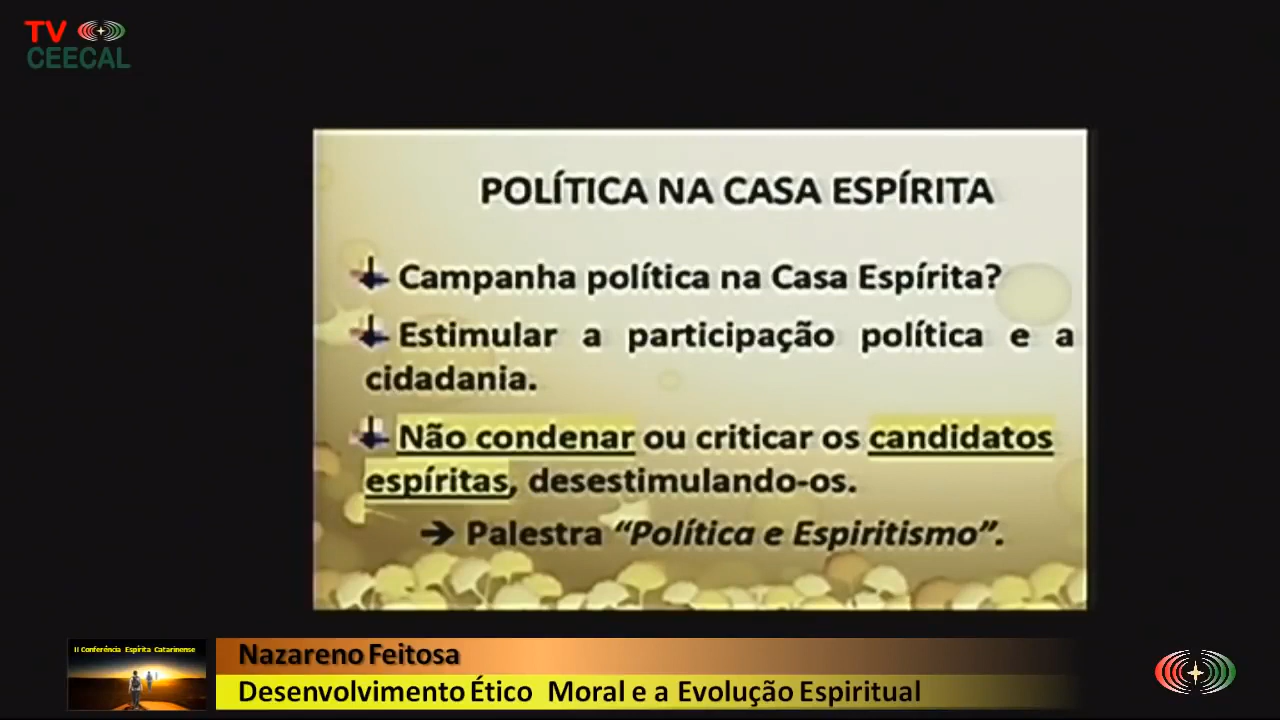 TV
CEECAL
POLÍTICA NA CASA ESPÍRITA
Campanha política na Casa Espírita?
Estimular a participação política e a
cidadania.
Não condenar ou criticar os candidatos
espíritas, desestimulando-os.
➔ Palestra “Política e Espiritismo”.
II Conferência Espírita Catarinense
Nazareno Feitosa
Desenvolvimento Ético Moral e a Evolução Espiritual